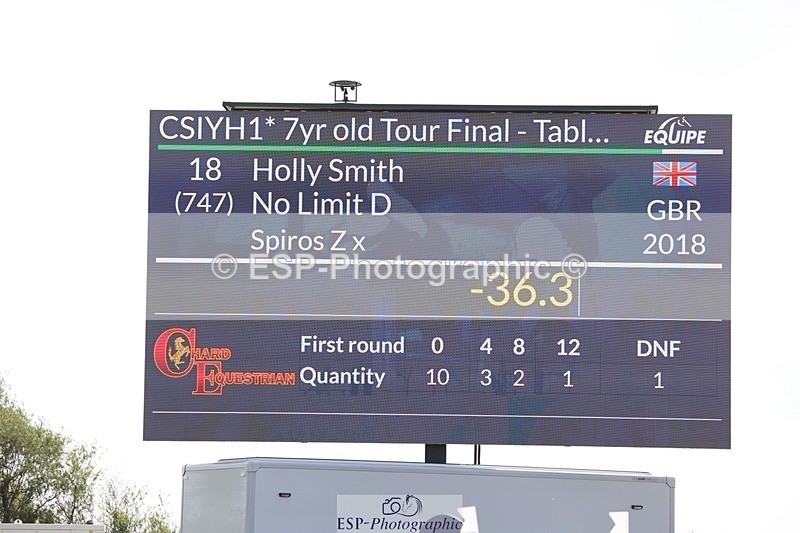 CSIYH1* 7yr old Tour Final - Tabl...
EQUIPE
18 Holly Smith
(747) No Limit D GBR
Spiros Z x 2018
© ESP-Photographic ©
-36.3
CHARD
EQUESTRIAN
First round 0 4 8 12 DNF
Quantity 10 3 2 1 1
ESP-Photographic